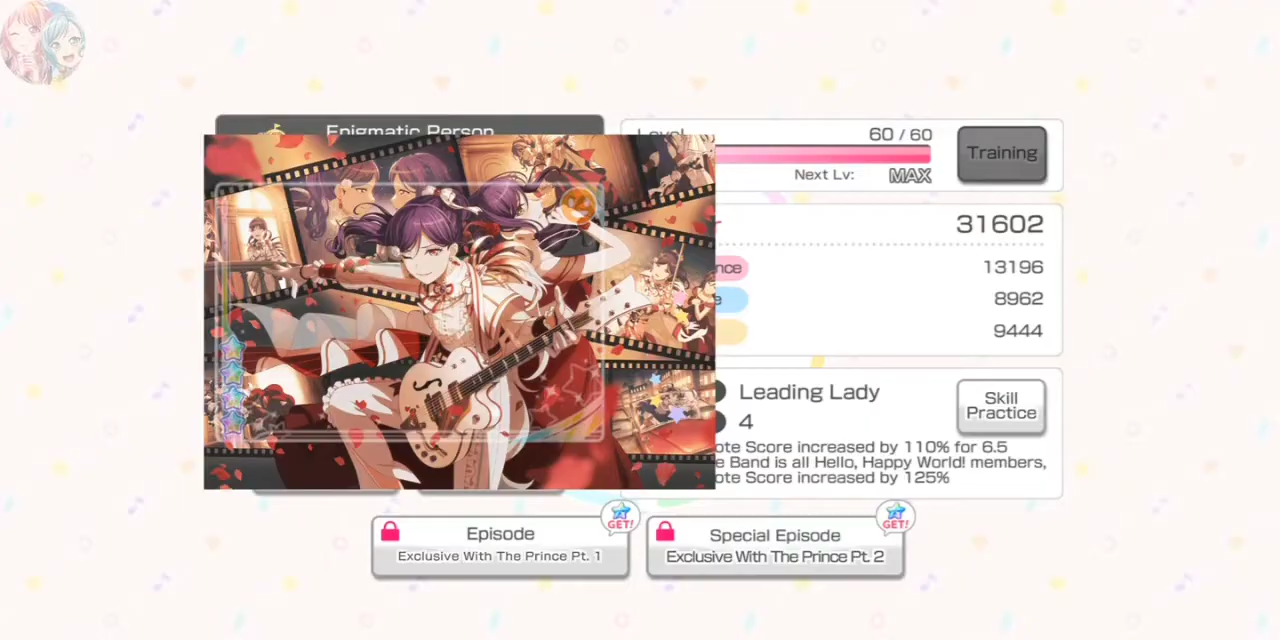 Enigmatic Person
Level
60 / 60
Next Lv:
MAX
Training
31602
13196
8962
9444
Leading Lady
4
Skill
Practice
Score increased by 110% for 6.5
Band is all Hello, Happy World! members,
Score increased by 125%
GET!
Episode
Exclusive With The Prince Pt. 1
GET!
Special Episode
Exclusive With The Prince Pt. 2